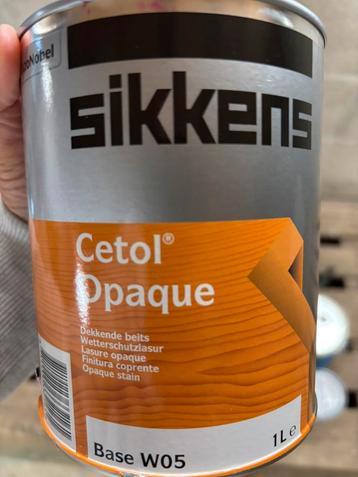 sikkens
Cetol®
Opaque
Dekkende beits
Wetterschutzlasur
Lasure opaque
Finitura coprente
Opaque stain
Base W05
1L e